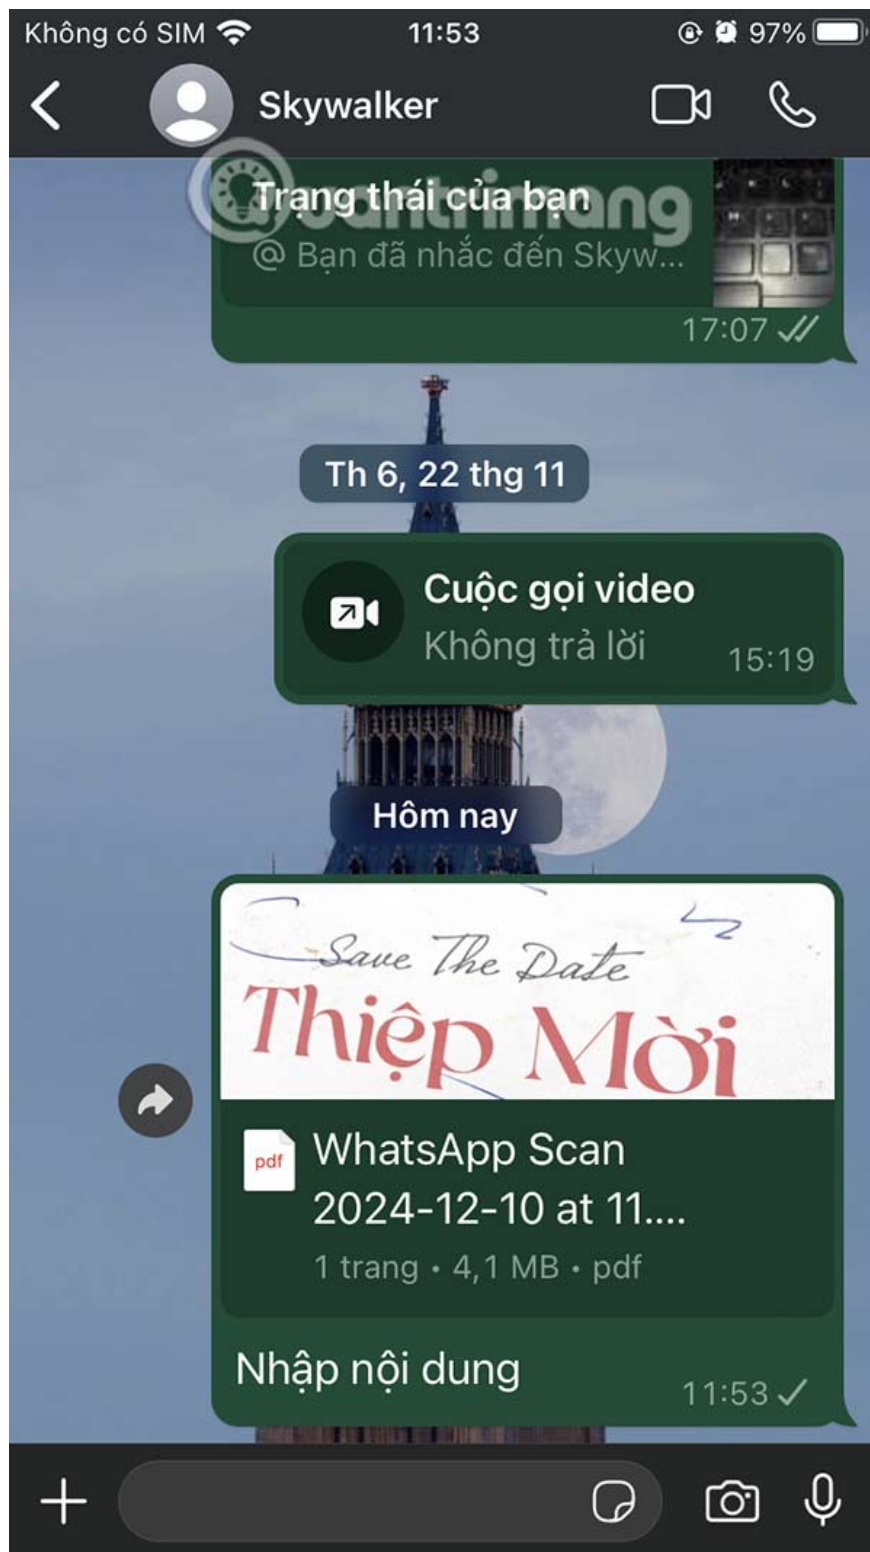 Không có SIM 11:53 97%
Skywalker
uantrimang
Trạng thái của bạn
@ Bạn đã nhắc đến Skyw...
17:07
Th 6, 22 thg 11
Cuộc gọi video
Không trả lời 15:19
Hôm nay
Save The Date
Thiệp Mời
pdf WhatsApp Scan
2024-12-10 at 11....
1 trang • 4,1 MB • pdf
Nhập nội dung
11:53